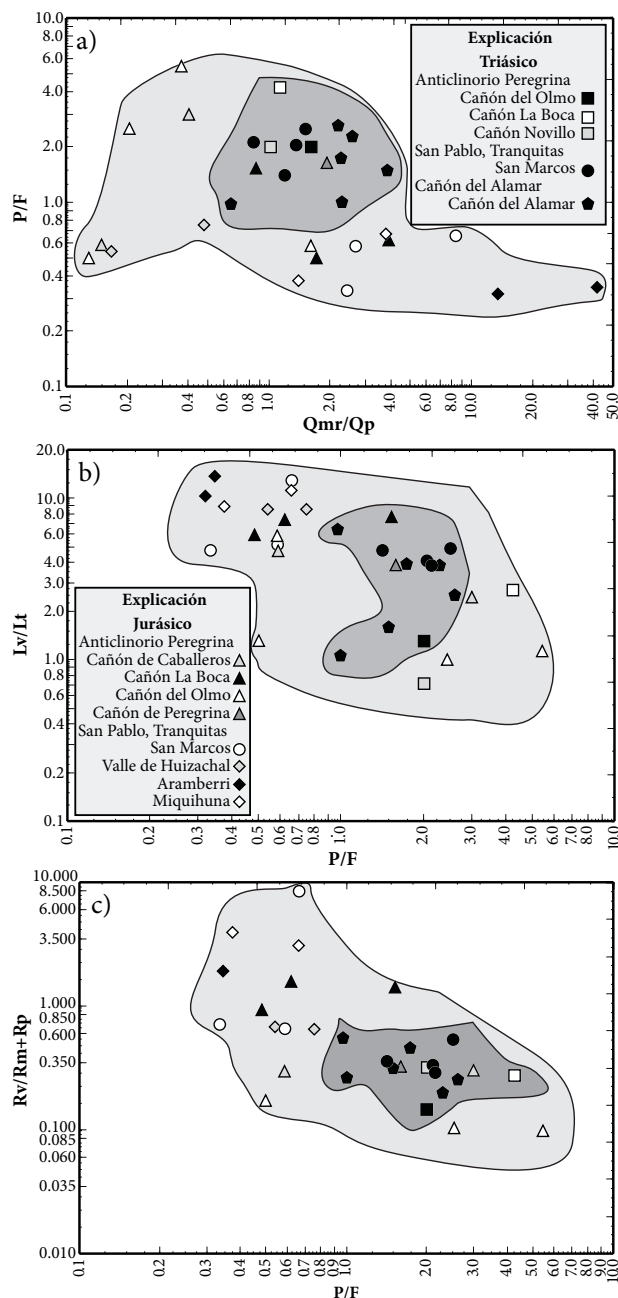 a)
P/F
6.0
4.0
2.0
1.0
0.8
0.6
0.4
0.2
0.1
0.1
0.2
0.4
0.6
0.8
1.0
2.0
4.0
6.0
8.0
10.0
20.0
30.0
40.0
50.0
Qmr/Qp
Explicación
Triásico
Anticlinorio Peregrina
Cañón del Olmo
Cañón La Boca
Cañón Novillo
San Pablo, Tranquitas
San Marcos
Cañón del Alamar
Cañón del Alamar
b)
Lv/Lt
20.0
10.0
8.0
6.0
4.0
3.0
2.0
1.0
0.8
0.6
0.4
0.2
0.1
0.1
0.2
0.3
0.4
0.5
0.6
0.7
0.8
1.0
2.0
3.0
4.0
5.0
6.0
7.0
8.0
10.0
P/F
Explicación
Jurásico
Anticlinorio Peregrina
Cañón de Caballeros
Cañón La Boca
Cañón del Olmo
Cañón de Peregrina
San Pablo, Tranquitas
San Marcos
Valle de Huizachal
Aramberri
Miquihuna
c)
Rv/Rm+Rp
10.000
8.500
6.000
3.500
1.000
0.850
0.600
0.350
0.100
0.085
0.060
0.035
0.010
0.1
0.2
0.3
0.4
0.5
0.6
0.7
0.8
0.9
1.0
2.0
3.0
4.0
5.0
6.0
7.0
8.0
9.0
10.0
P/F